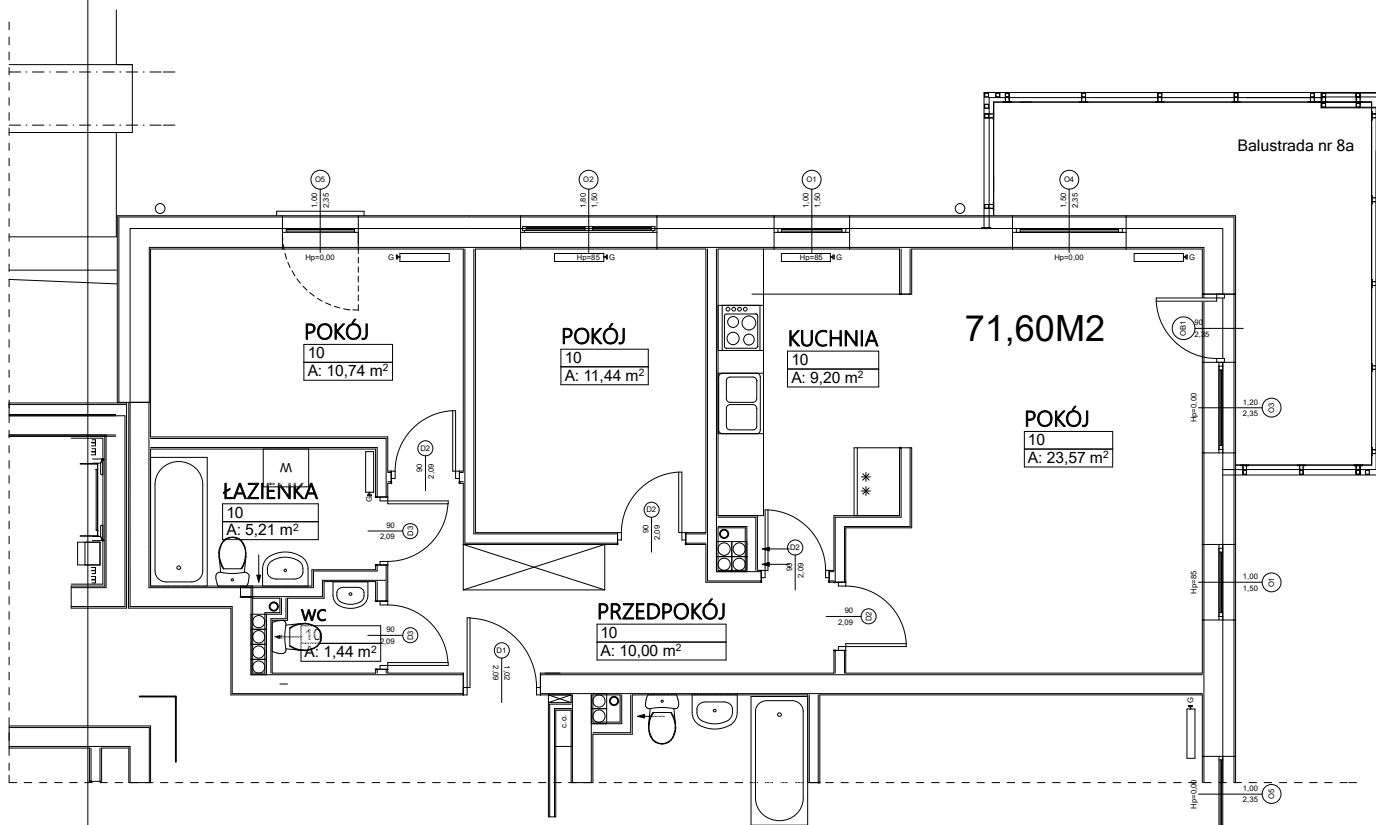 Balustrada nr 8a
O5
1,00
2,35
O2
1,80
1,50
O1
1,00
1,50
O4
1,50
2,35
Hp=0,00
G
Hp=85
G
Hp=85
G
Hp=0,00
G
71,60M2
OB1
90
2,35
POKÓJ
10
A: 10,74 m²
POKÓJ
10
A: 11,44 m²
KUCHNIA
10
A: 9,20 m²
POKÓJ
10
A: 23,57 m²
Hp=0,00
1,20
2,35
O3
D2
90
2,09
W
G
ŁAZIENKA
10
A: 5,21 m²
90
2,09
D3
D2
90
2,09
D2
90
2,09
Hp=85
1,00
1,50
O1
WC
10
A: 1,44 m²
90
2,09
D3
PRZEDPOKÓJ
10
A: 10,00 m²
90
2,09
D2
D1
1,02
2,09
c.o.
G
Hp=0,00
1,00
2,35
O5